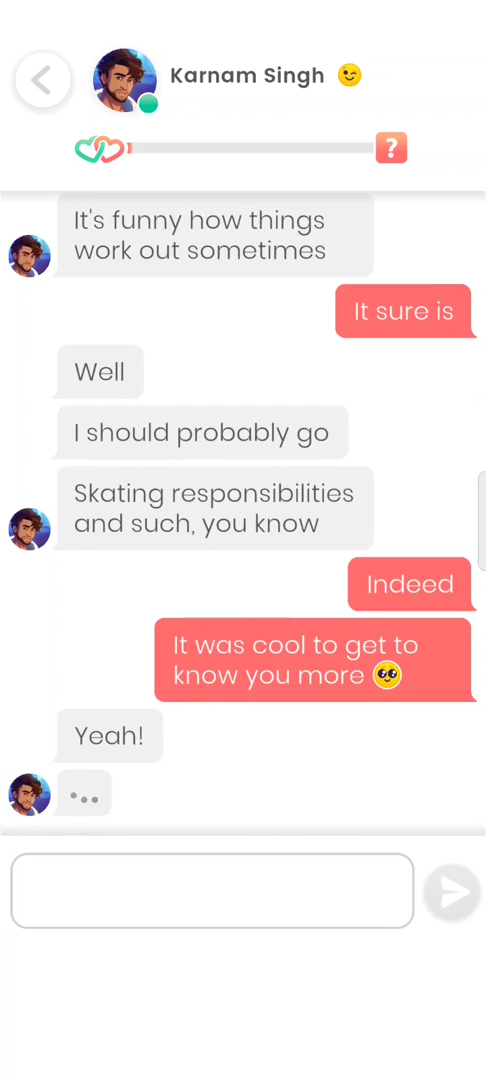 Karnam Singh 😉
?
It's funny how things
work out sometimes
It sure is
Well
I should probably go
Skating responsibilities
and such, you know
Indeed
It was cool to get to
know you more 🥺
Yeah!